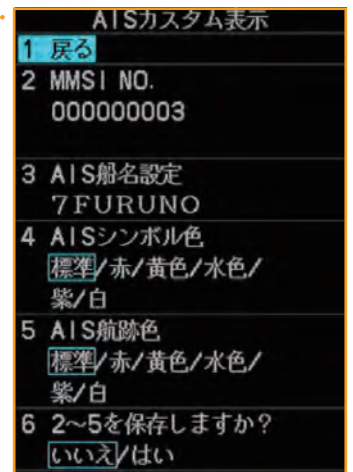 AISカスタム表示
1 戻る
2 MMSI NO.
000000003
3 AIS船名設定
7FURUNO
4 AISシンボル色
標準/赤/黄色/水色/
紫/白
5 AIS航跡色
標準/赤/黄色/水色/
紫/白
6 2~5を保存しますか?
いいえ/はい